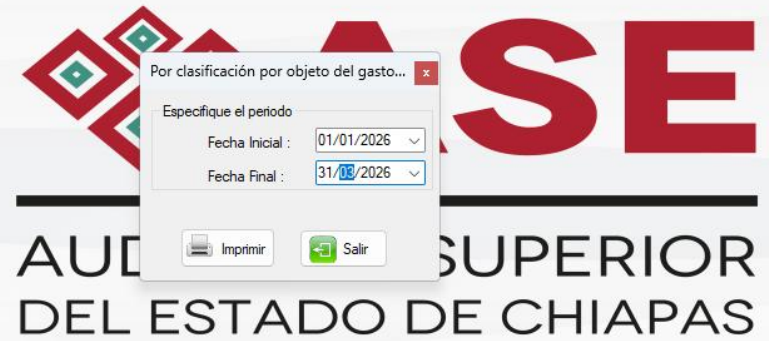 ASE
Por clasificación por objeto del gasto... x
Especifique el periodo
Fecha Inicial : 01/01/2026
Fecha Final : 31/03/2026
Imprimir Salir
SUPERIOR
DEL ESTADO DE CHIAPAS